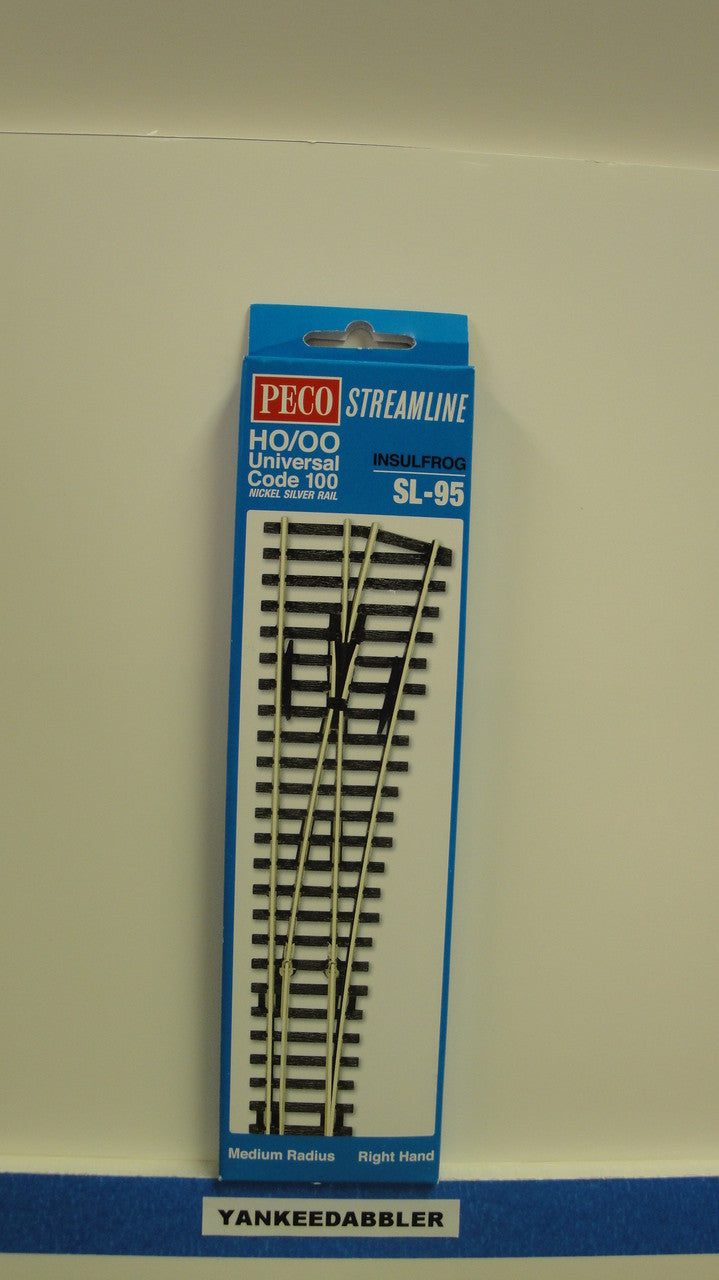 PECO STREAMLINE
HO/OO
Universal
Code 100
NICKEL SILVER RAIL
INSULFROG
SL-95
Medium Radius Right Hand
YANKEEDABBLER